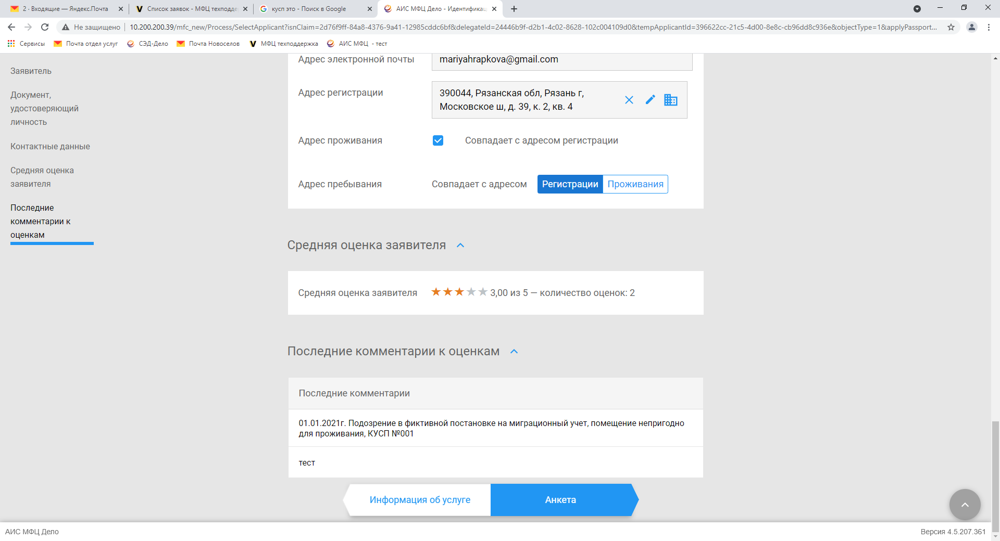 2 · Входящие — Яндекс.Почта
Список заявок - МФЦ техподде
кусп это - Поиск в Google
АИС МФЦ Дело - Идентификац
Не защищено
10.200.200.39/mfc_new/Process/SelectApplicant?isnClaim=2d76f9ff-84a8-4376-9a41-12985cddc6bf&delegateId=24446b9f-d2b1-4c02-8628-102c004109d0&tempApplicantId=396622cc-21c5-4d00-8e8c-cb96dd8c936e&objectType=1&applyPassport...
Сервисы
Почта отдел услуг
СЭД-Дело
Почта Новоселов
МФЦ техподдержка
АИС МФЦ - тест
Заявитель
Документ,
удостоверяющий
личность
Контактные данные
Средняя оценка
заявителя
Последние
комментарии к
оценкам
Адрес электронной почты
mariyahrapkova@gmail.com
Адрес регистрации
390044, Рязанская обл, Рязань г,
Московское ш, д. 39, к. 2, кв. 4
Адрес проживания
Совпадает с адресом регистрации
Адрес пребывания
Совпадает с адресом
Регистрации
Проживания
Средняя оценка заявителя
Средняя оценка заявителя
3,00 из 5 — количество оценок: 2
Последние комментарии к оценкам
Последние комментарии
01.01.2021г. Подозрение в фиктивной постановке на миграционный учет, помещение непригодно
для проживания, КУСП №001
тест
Информация об услуге
Анкета
АИС МФЦ Дело
Версия 4.5.207.361